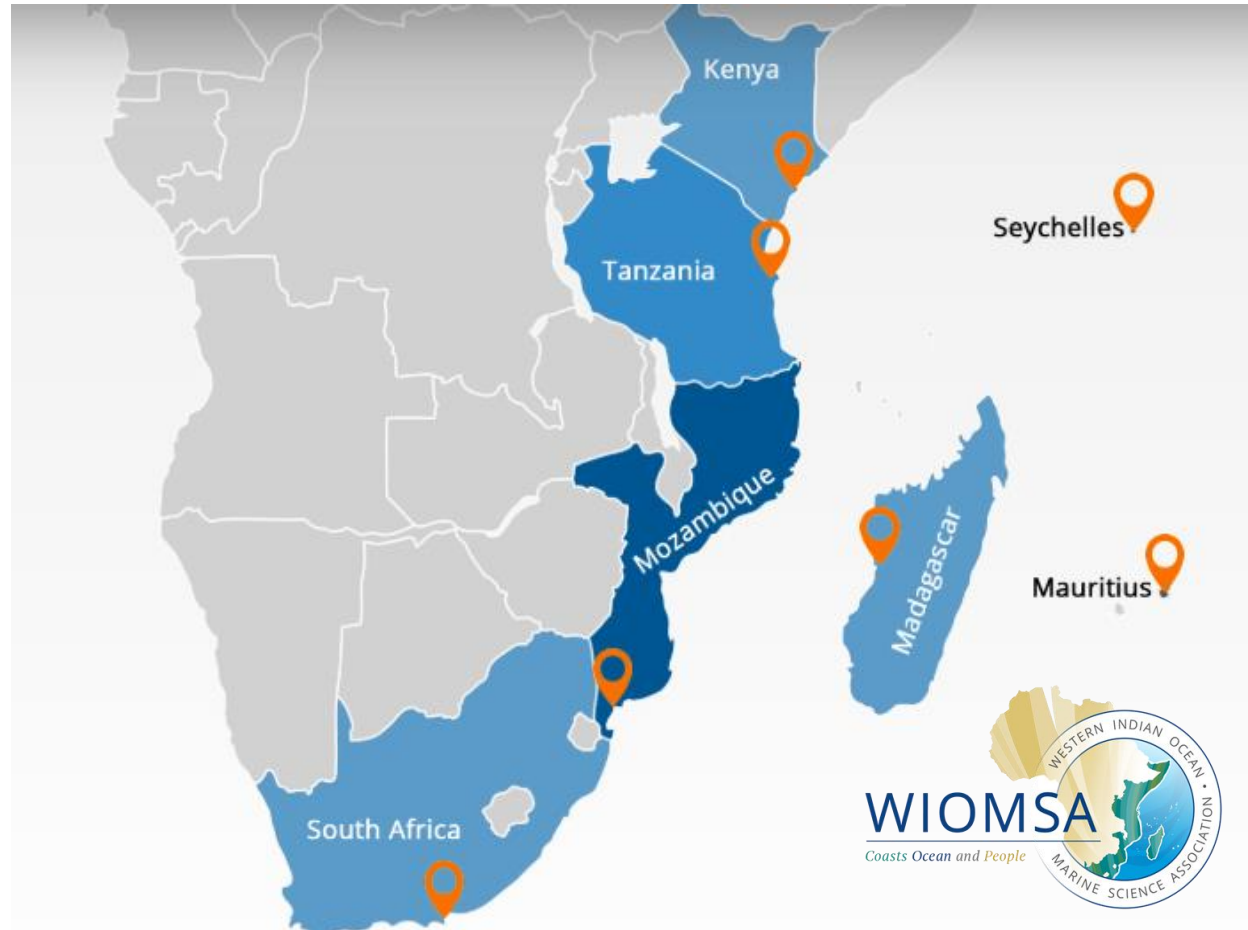 Kenya
Seychelles
Tanzania
Mozambique
Madagascar
Mauritius
South Africa
WESTERN INDIAN OCEAN •
MARINE SCIENCE ASSOCIATION
WIOMSA
Coasts Ocean and People